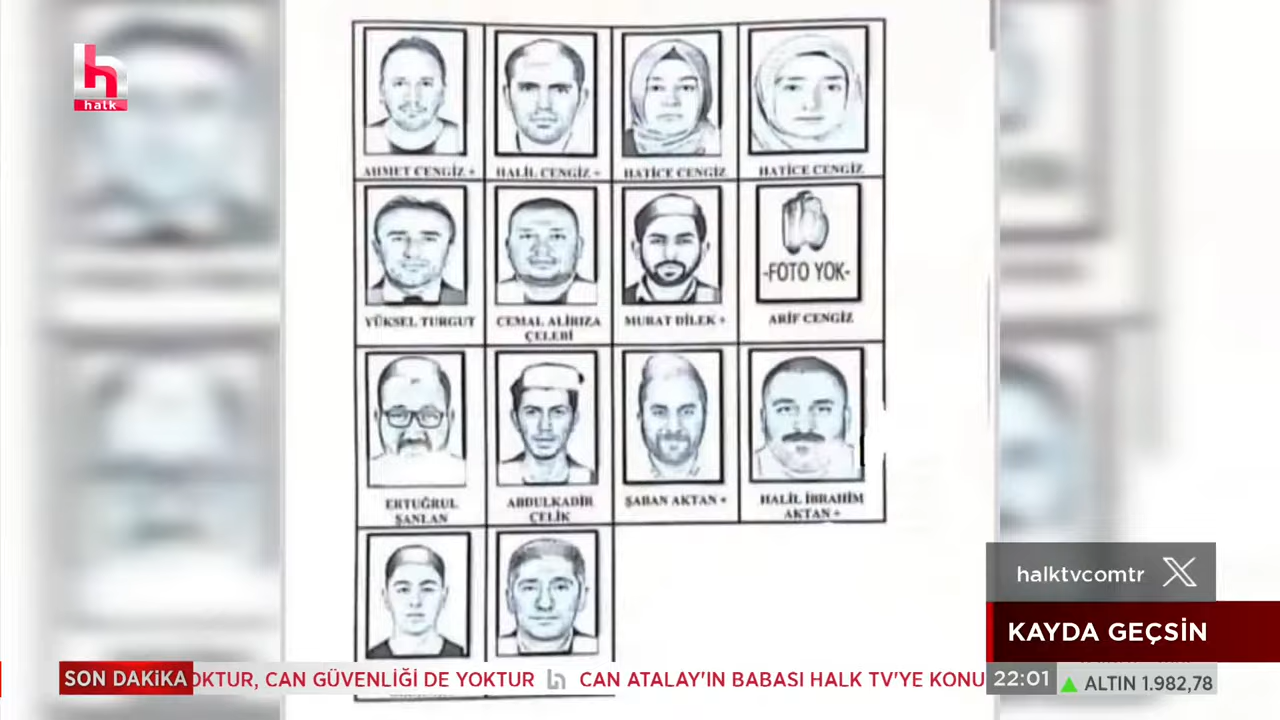 halk
AHMET CENGİZ +
HALİL CENGİZ +
HATİCE CENGİZ
HATİCE CENGİZ
-FOTO YOK-
YÜKSEL TURGUT
CEMAL ALİRIZA
ÇELEBİ
MURAT DİLEK +
ARİF CENGİZ
ERTUĞRUL
ŞANLAN
ABDULKADİR
ÇELİK
ŞABAN AKTAN +
HALİL İBRAHİM
AKTAN +
halktvcomtr
KAYDA GEÇSİN
SON DAKİKA OKTUR, CAN GÜVENLİĞİ DE YOKTUR h CAN ATALAY'IN BABASI HALK TV'YE KONU 22:01 ALTIN 1.982,78